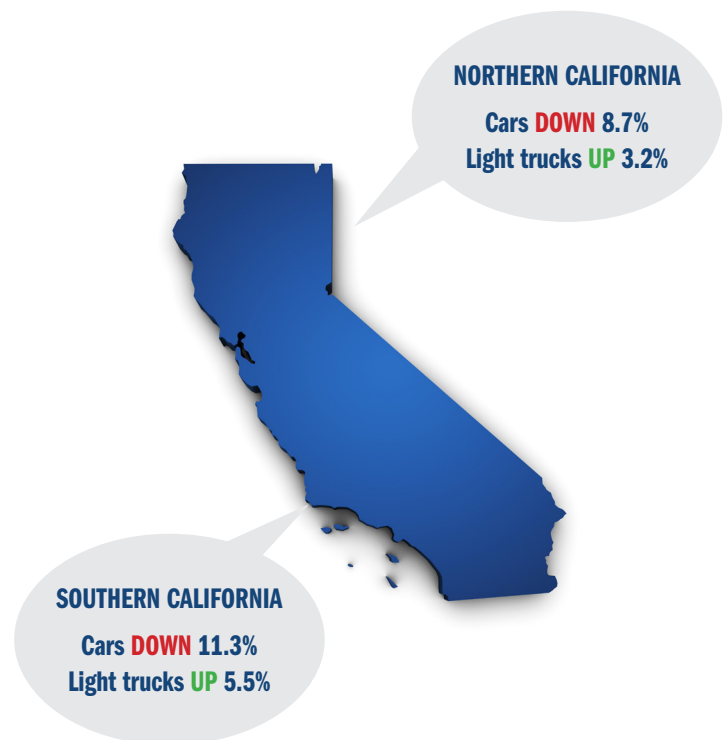 NORTHERN CALIFORNIA
Cars DOWN 8.7%
Light trucks UP 3.2%
SOUTHERN CALIFORNIA
Cars DOWN 11.3%
Light trucks UP 5.5%